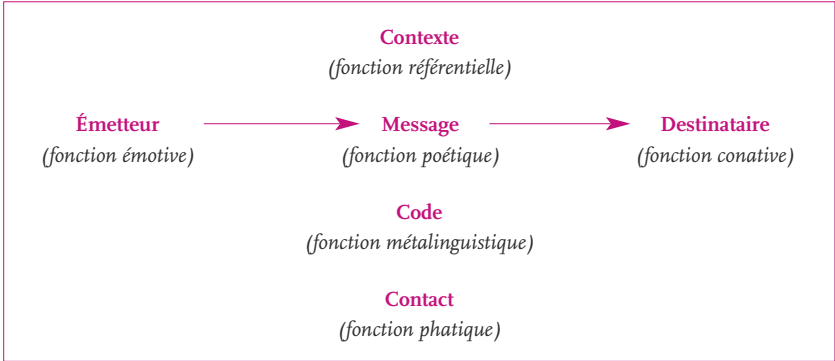 Contexte
(fonction référentielle)
Émetteur Message Destinataire
(fonction émotive) (fonction poétique) (fonction conative)
Code
(fonction métalinguistique)
Contact
(fonction phatique)